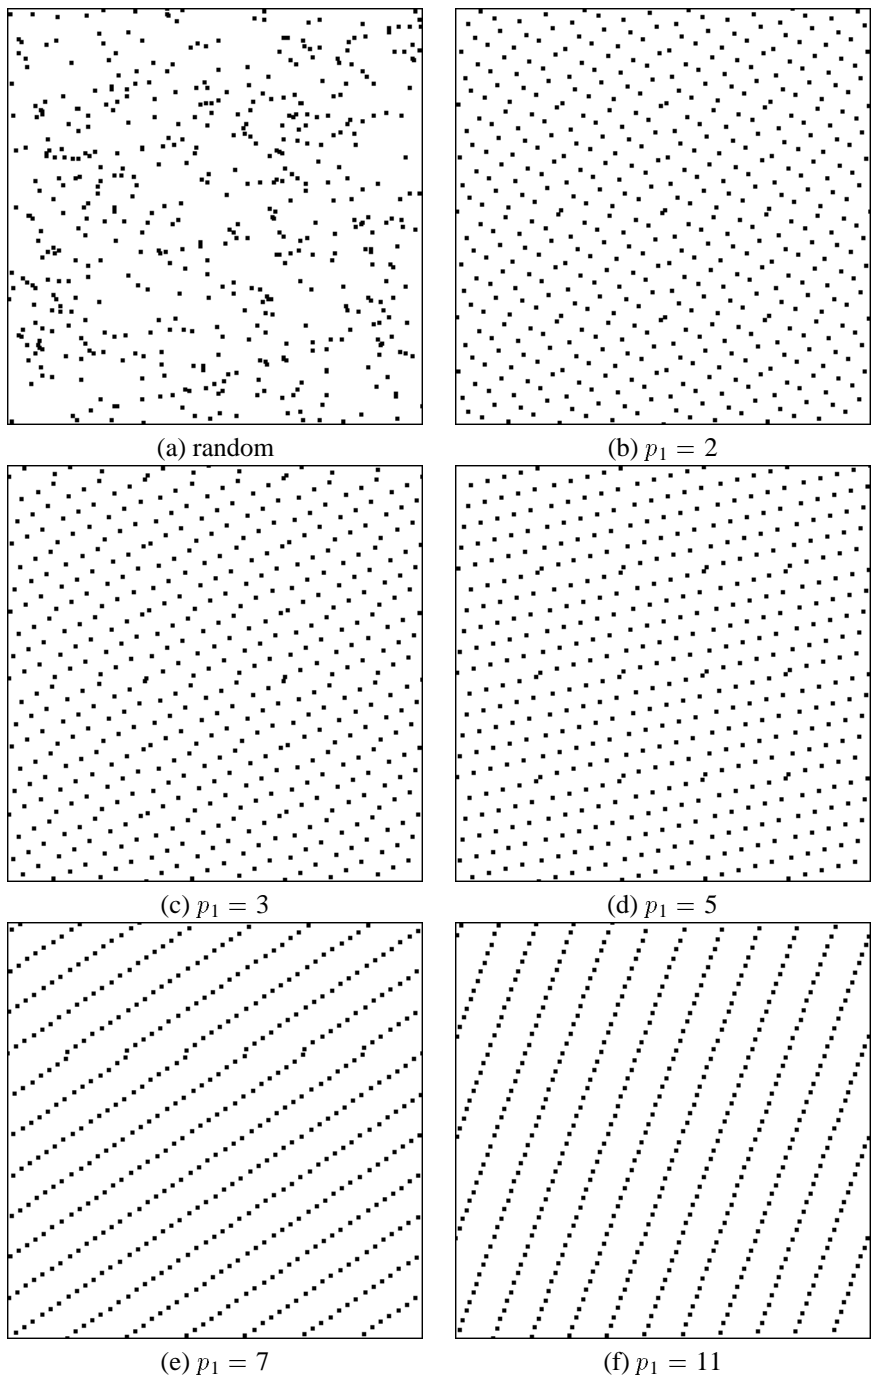 (a) random
(b) p₁ = 2
(c) p₁ = 3
(d) p₁ = 5
(e) p₁ = 7
(f) p₁ = 11